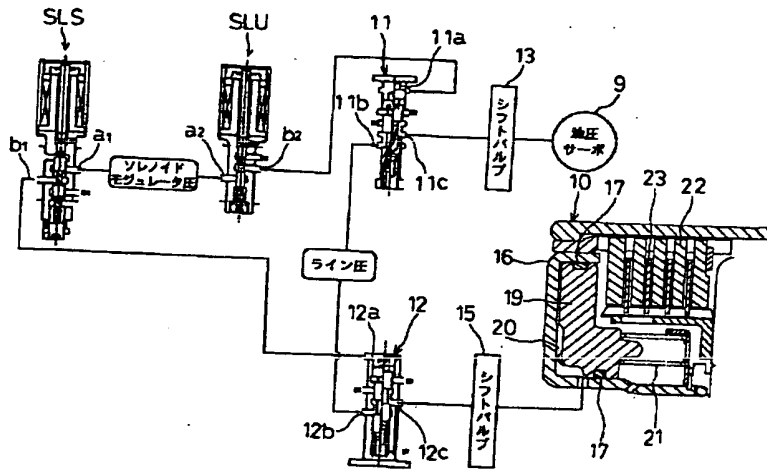 SLS
SLU
11
11a
13
9
11b
a1
a2
b2
b1
ソレノイド
モジュレータ圧
シフトバルブ
油圧
サーボ
11c
10
17
23
22
16
ライン圧
19
12a
12
15
20
シフトバルブ
12b
12c
17
21